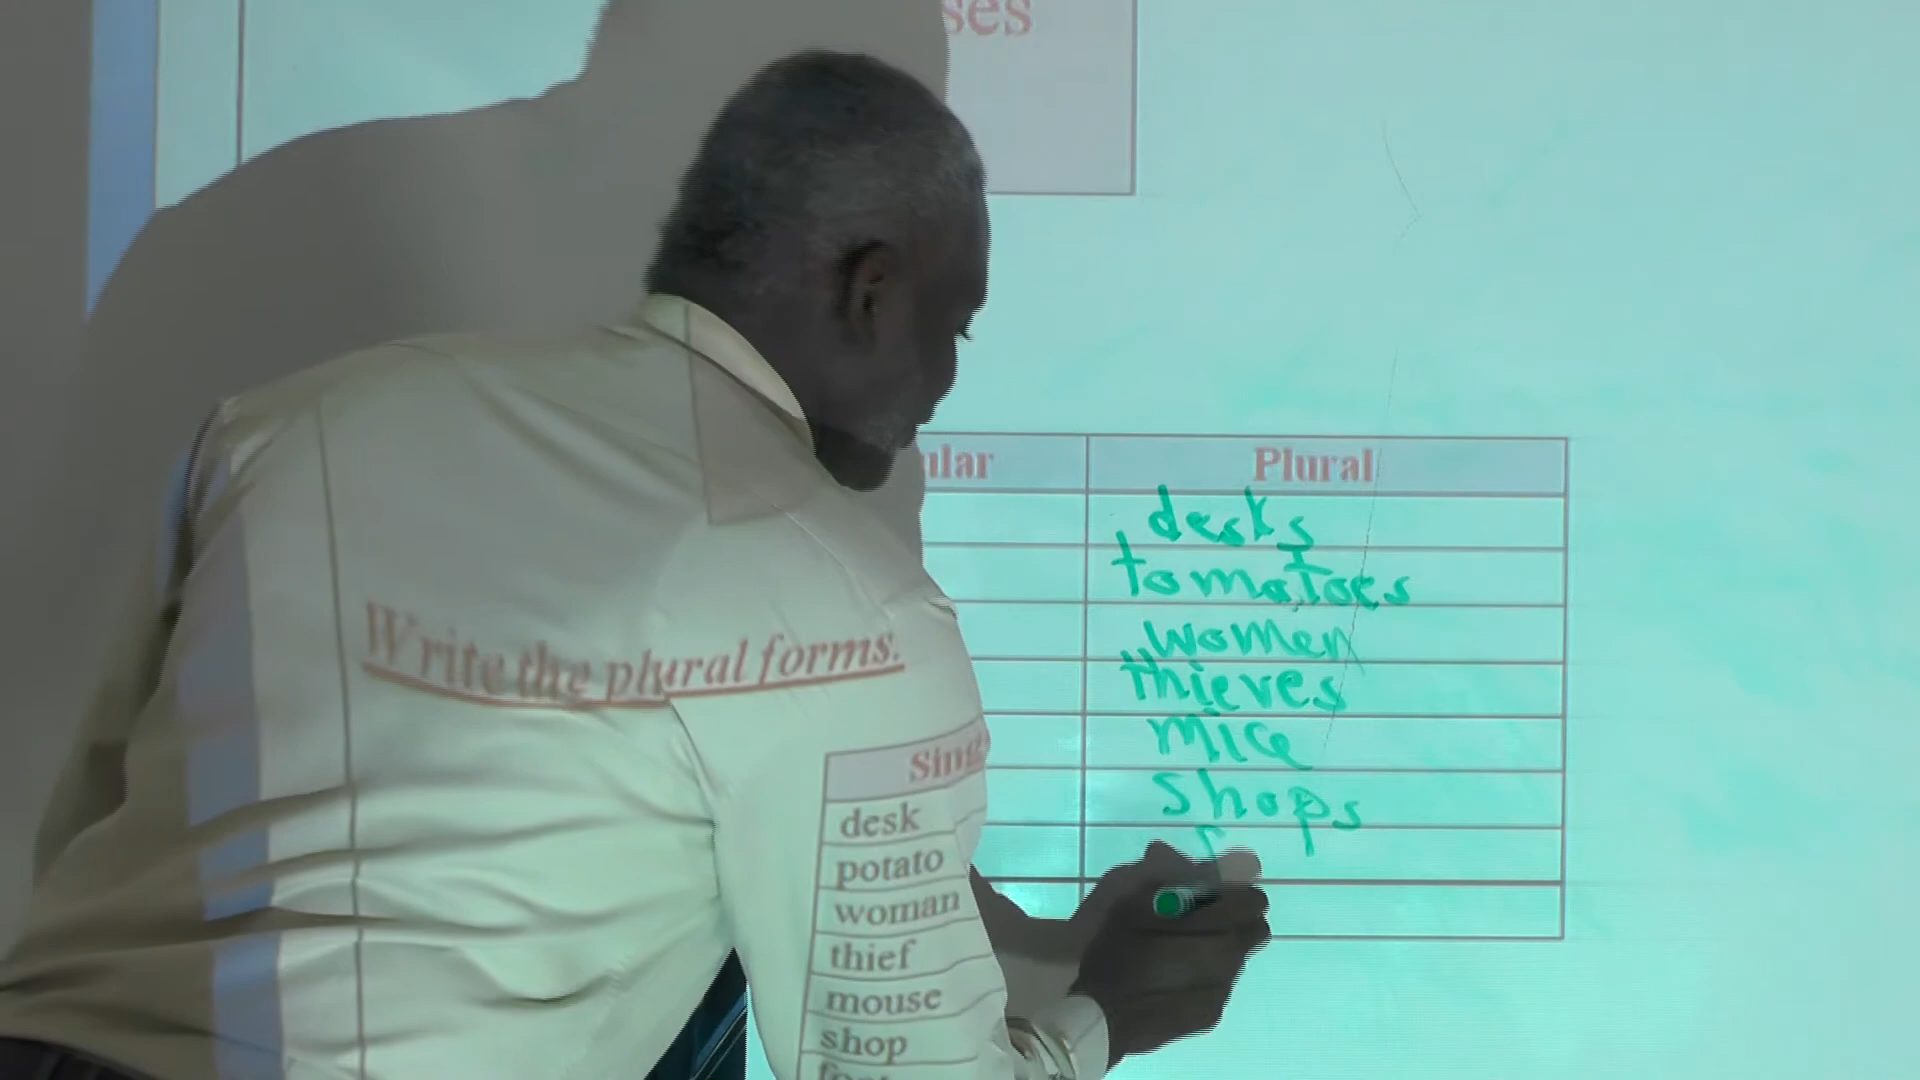 ses
Write the plural forms.
ular Plural
desks
tomatoes
women
thieves
mice
shops
Sing
desk
potato
woman
thief
mouse
shop